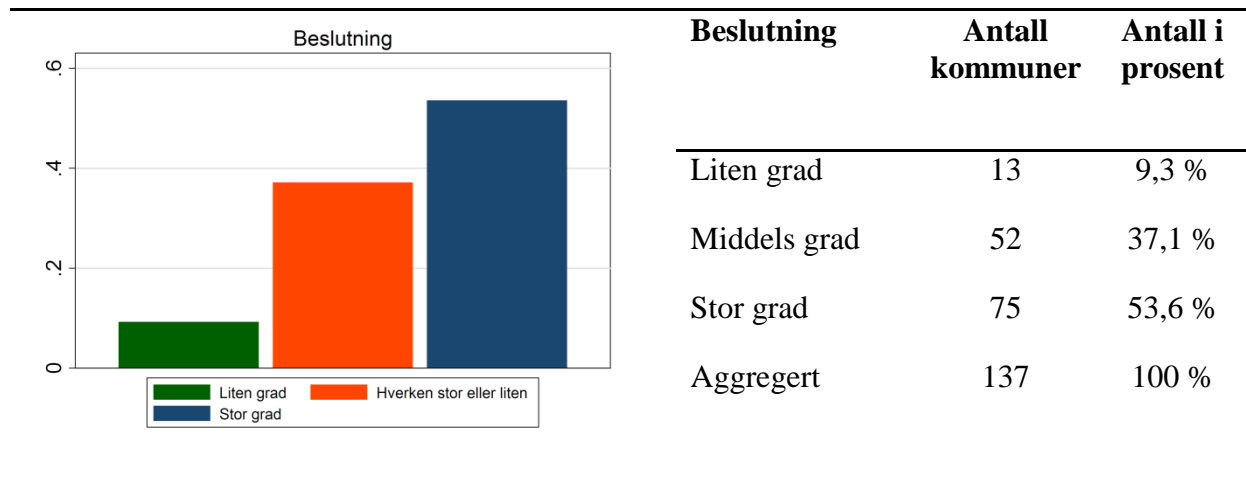 Beslutning
.6
.4
.2
0
Liten grad Hverken stor eller liten
Stor grad
Beslutning Antall kommuner Antall i prosent
Liten grad 13 9,3 %
Middels grad 52 37,1 %
Stor grad 75 53,6 %
Aggregert 137 100 %